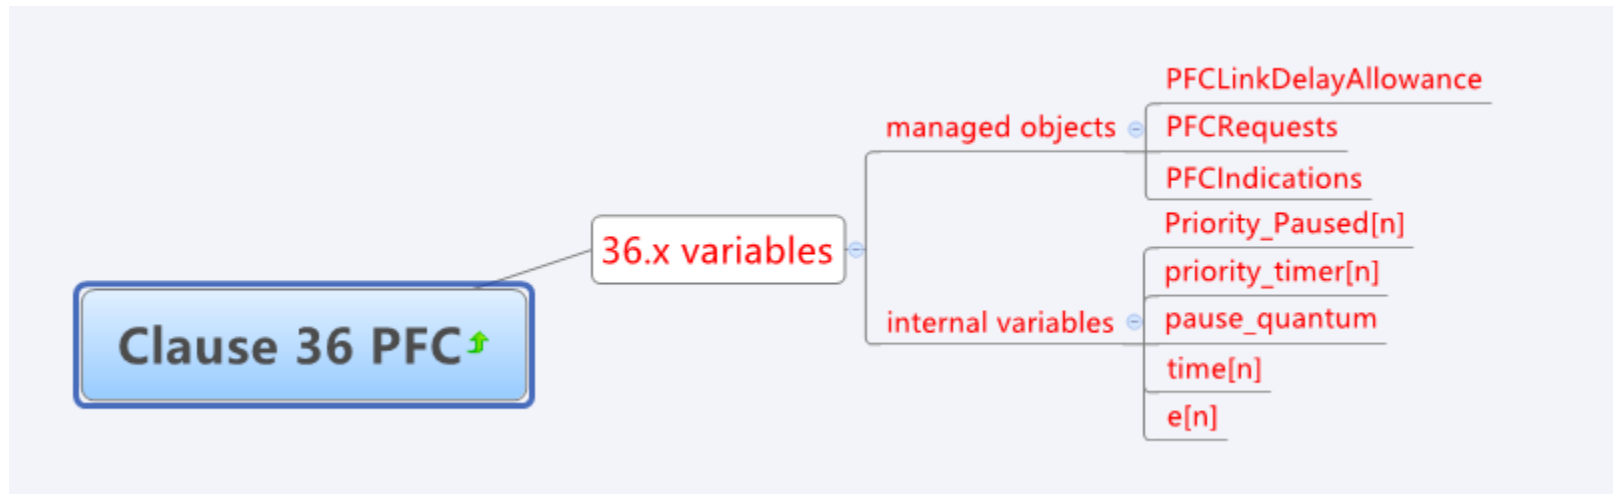 Clause 36 PFC
36.x variables
managed objects
PFCLinkDelayAllowance
PFCRequests
PFCIndications
internal variables
Priority_Paused[n]
priority_timer[n]
pause_quantum
time[n]
e[n]